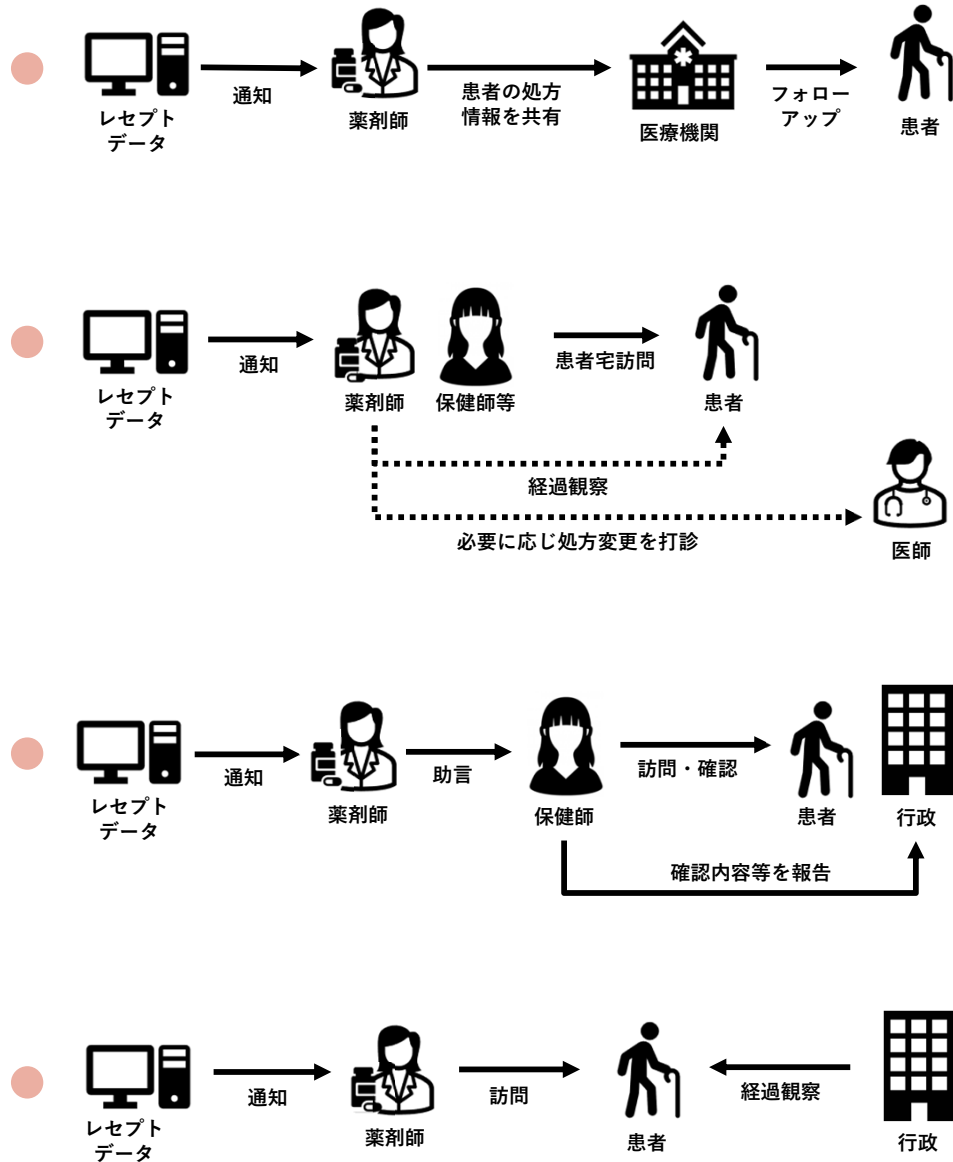 通知
患者の処方
情報を共有
フォロー
アップ
レセプト
データ
薬剤師
医療機関
患者
通知
患者宅訪問
レセプト
データ
薬剤師
保健師等
患者
経過観察
必要に応じ処方変更を打診
医師
通知
助言
訪問・確認
レセプト
データ
薬剤師
保健師
患者
行政
確認内容等を報告
通知
訪問
経過観察
レセプト
データ
薬剤師
患者
行政